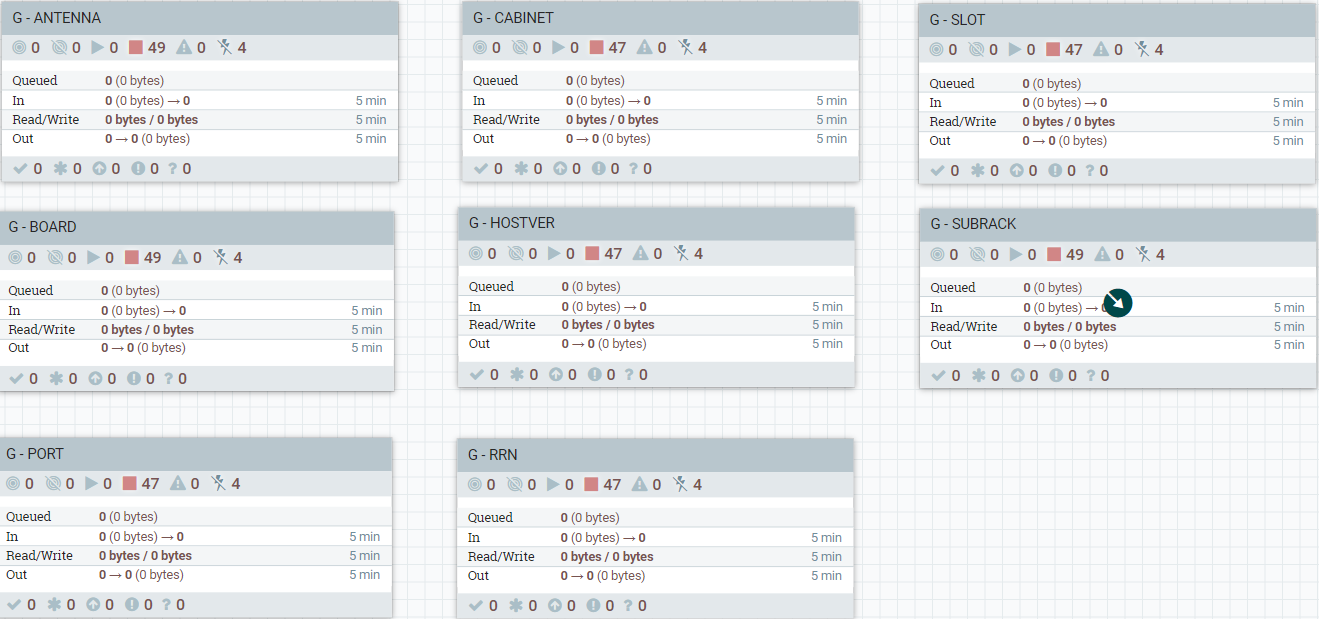 G - ANTENNA
0 0 0 49 0 4
Queued 0 (0 bytes)
In 0 (0 bytes) → 0 5 min
Read/Write 0 bytes / 0 bytes 5 min
Out 0 → 0 (0 bytes) 5 min
0 0 0 0 ? 0
G - CABINET
0 0 0 47 0 4
Queued 0 (0 bytes)
In 0 (0 bytes) → 0 5 min
Read/Write 0 bytes / 0 bytes 5 min
Out 0 → 0 (0 bytes) 5 min
0 0 0 0 ? 0
G - SLOT
0 0 0 47 0 4
Queued 0 (0 bytes)
In 0 (0 bytes) → 0 5 min
Read/Write 0 bytes / 0 bytes 5 min
Out 0 → 0 (0 bytes) 5 min
0 0 0 0 ? 0
G - BOARD
0 0 0 49 0 4
Queued 0 (0 bytes)
In 0 (0 bytes) → 0 5 min
Read/Write 0 bytes / 0 bytes 5 min
Out 0 → 0 (0 bytes) 5 min
0 0 0 0 ? 0
G - HOSTVER
0 0 0 47 0 4
Queued 0 (0 bytes)
In 0 (0 bytes) → 0 5 min
Read/Write 0 bytes / 0 bytes 5 min
Out 0 → 0 (0 bytes) 5 min
0 0 0 0 ? 0
G - SUBRACK
0 0 0 49 0 4
Queued 0 (0 bytes)
In 0 (0 bytes) → 5 min
Read/Write 0 bytes / 0 bytes 5 min
Out 0 → 0 (0 bytes) 5 min
0 0 0 0 ? 0
G - PORT
0 0 0 47 0 4
Queued 0 (0 bytes)
In 0 (0 bytes) → 0 5 min
Read/Write 0 bytes / 0 bytes 5 min
Out 0 → 0 (0 bytes) 5 min
0 0 0 0 ? 0
G - RRN
0 0 0 47 0 4
Queued 0 (0 bytes)
In 0 (0 bytes) → 0 5 min
Read/Write 0 bytes / 0 bytes 5 min
Out 0 → 0 (0 bytes) 5 min
0 0 0 0 ? 0